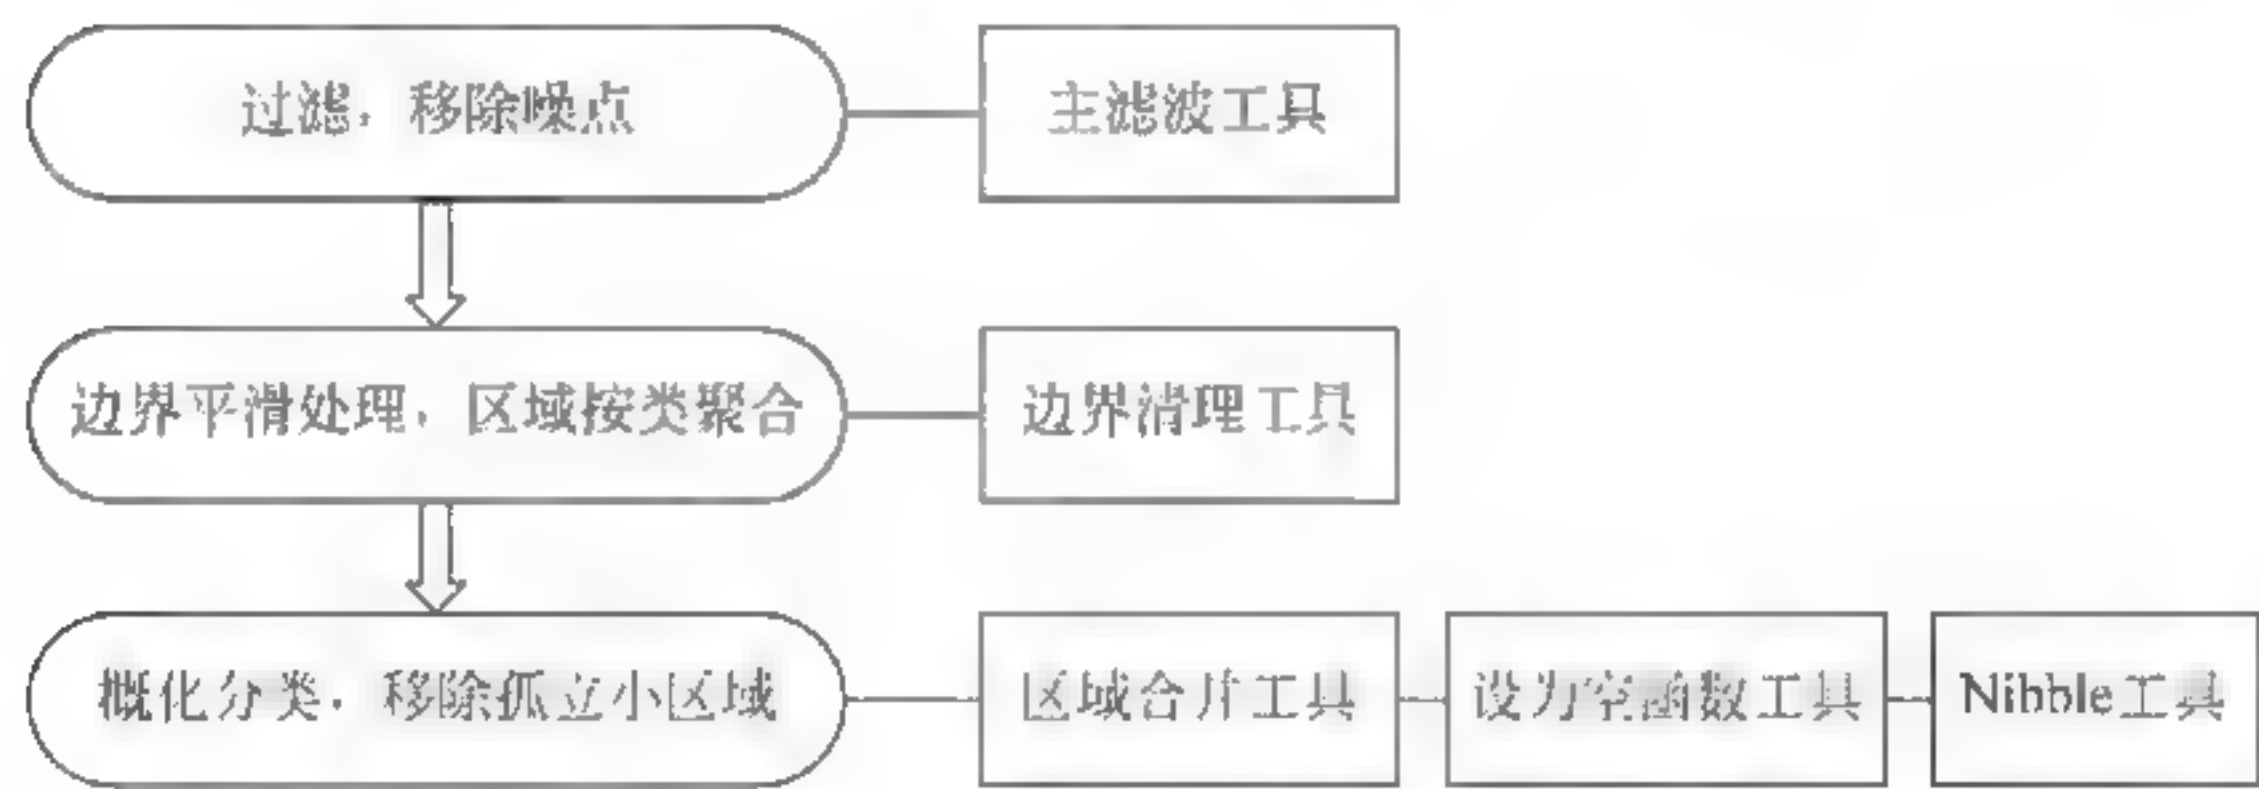 过滤，移除噪点
主滤波工具
边界平滑处理，区域按类聚合
边界清理工具
概化分类，移除孤立小区域
区域合并工具
设为空函数工具
Nibble工具